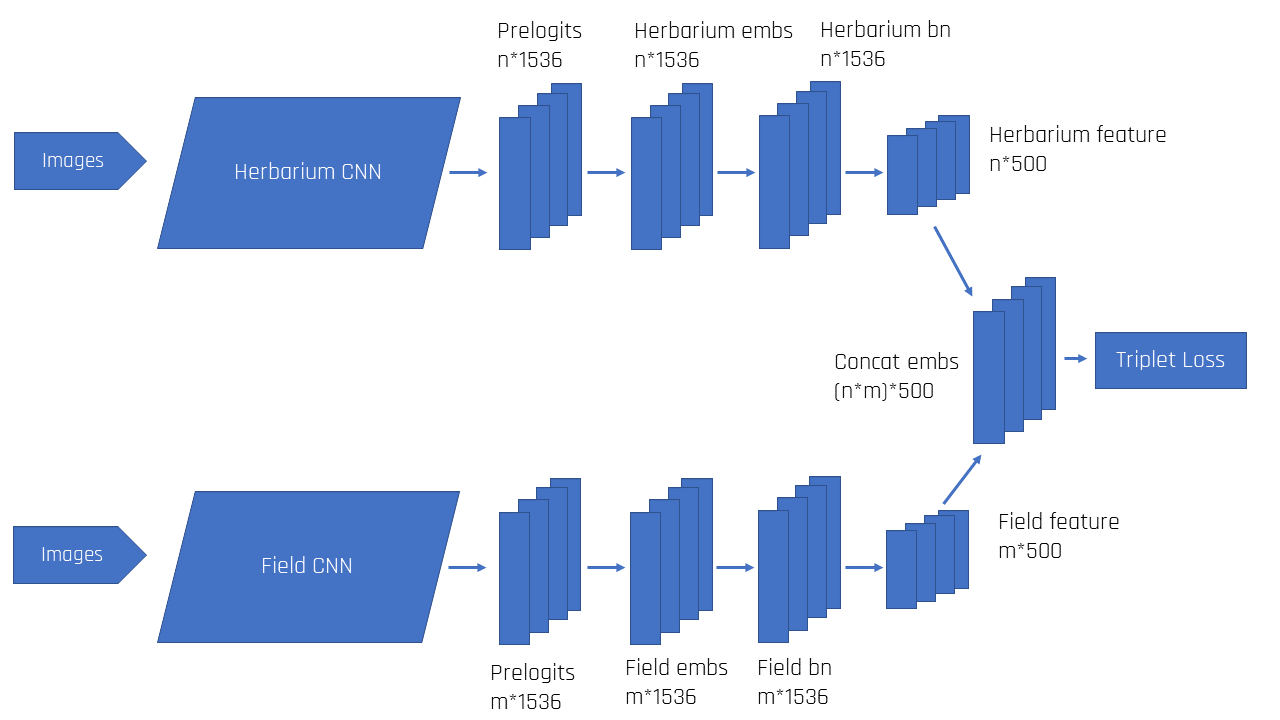 Prelogits
n*1536
Herbarium embs
n*1536
Herbarium bn
n*1536
Images
Herbarium CNN
Herbarium feature
n*500
Concat embs
(n*m)*500
Triplet Loss
Images
Field CNN
Field feature
m*500
Prelogits
m*1536
Field embs
m*1536
Field bn
m*1536